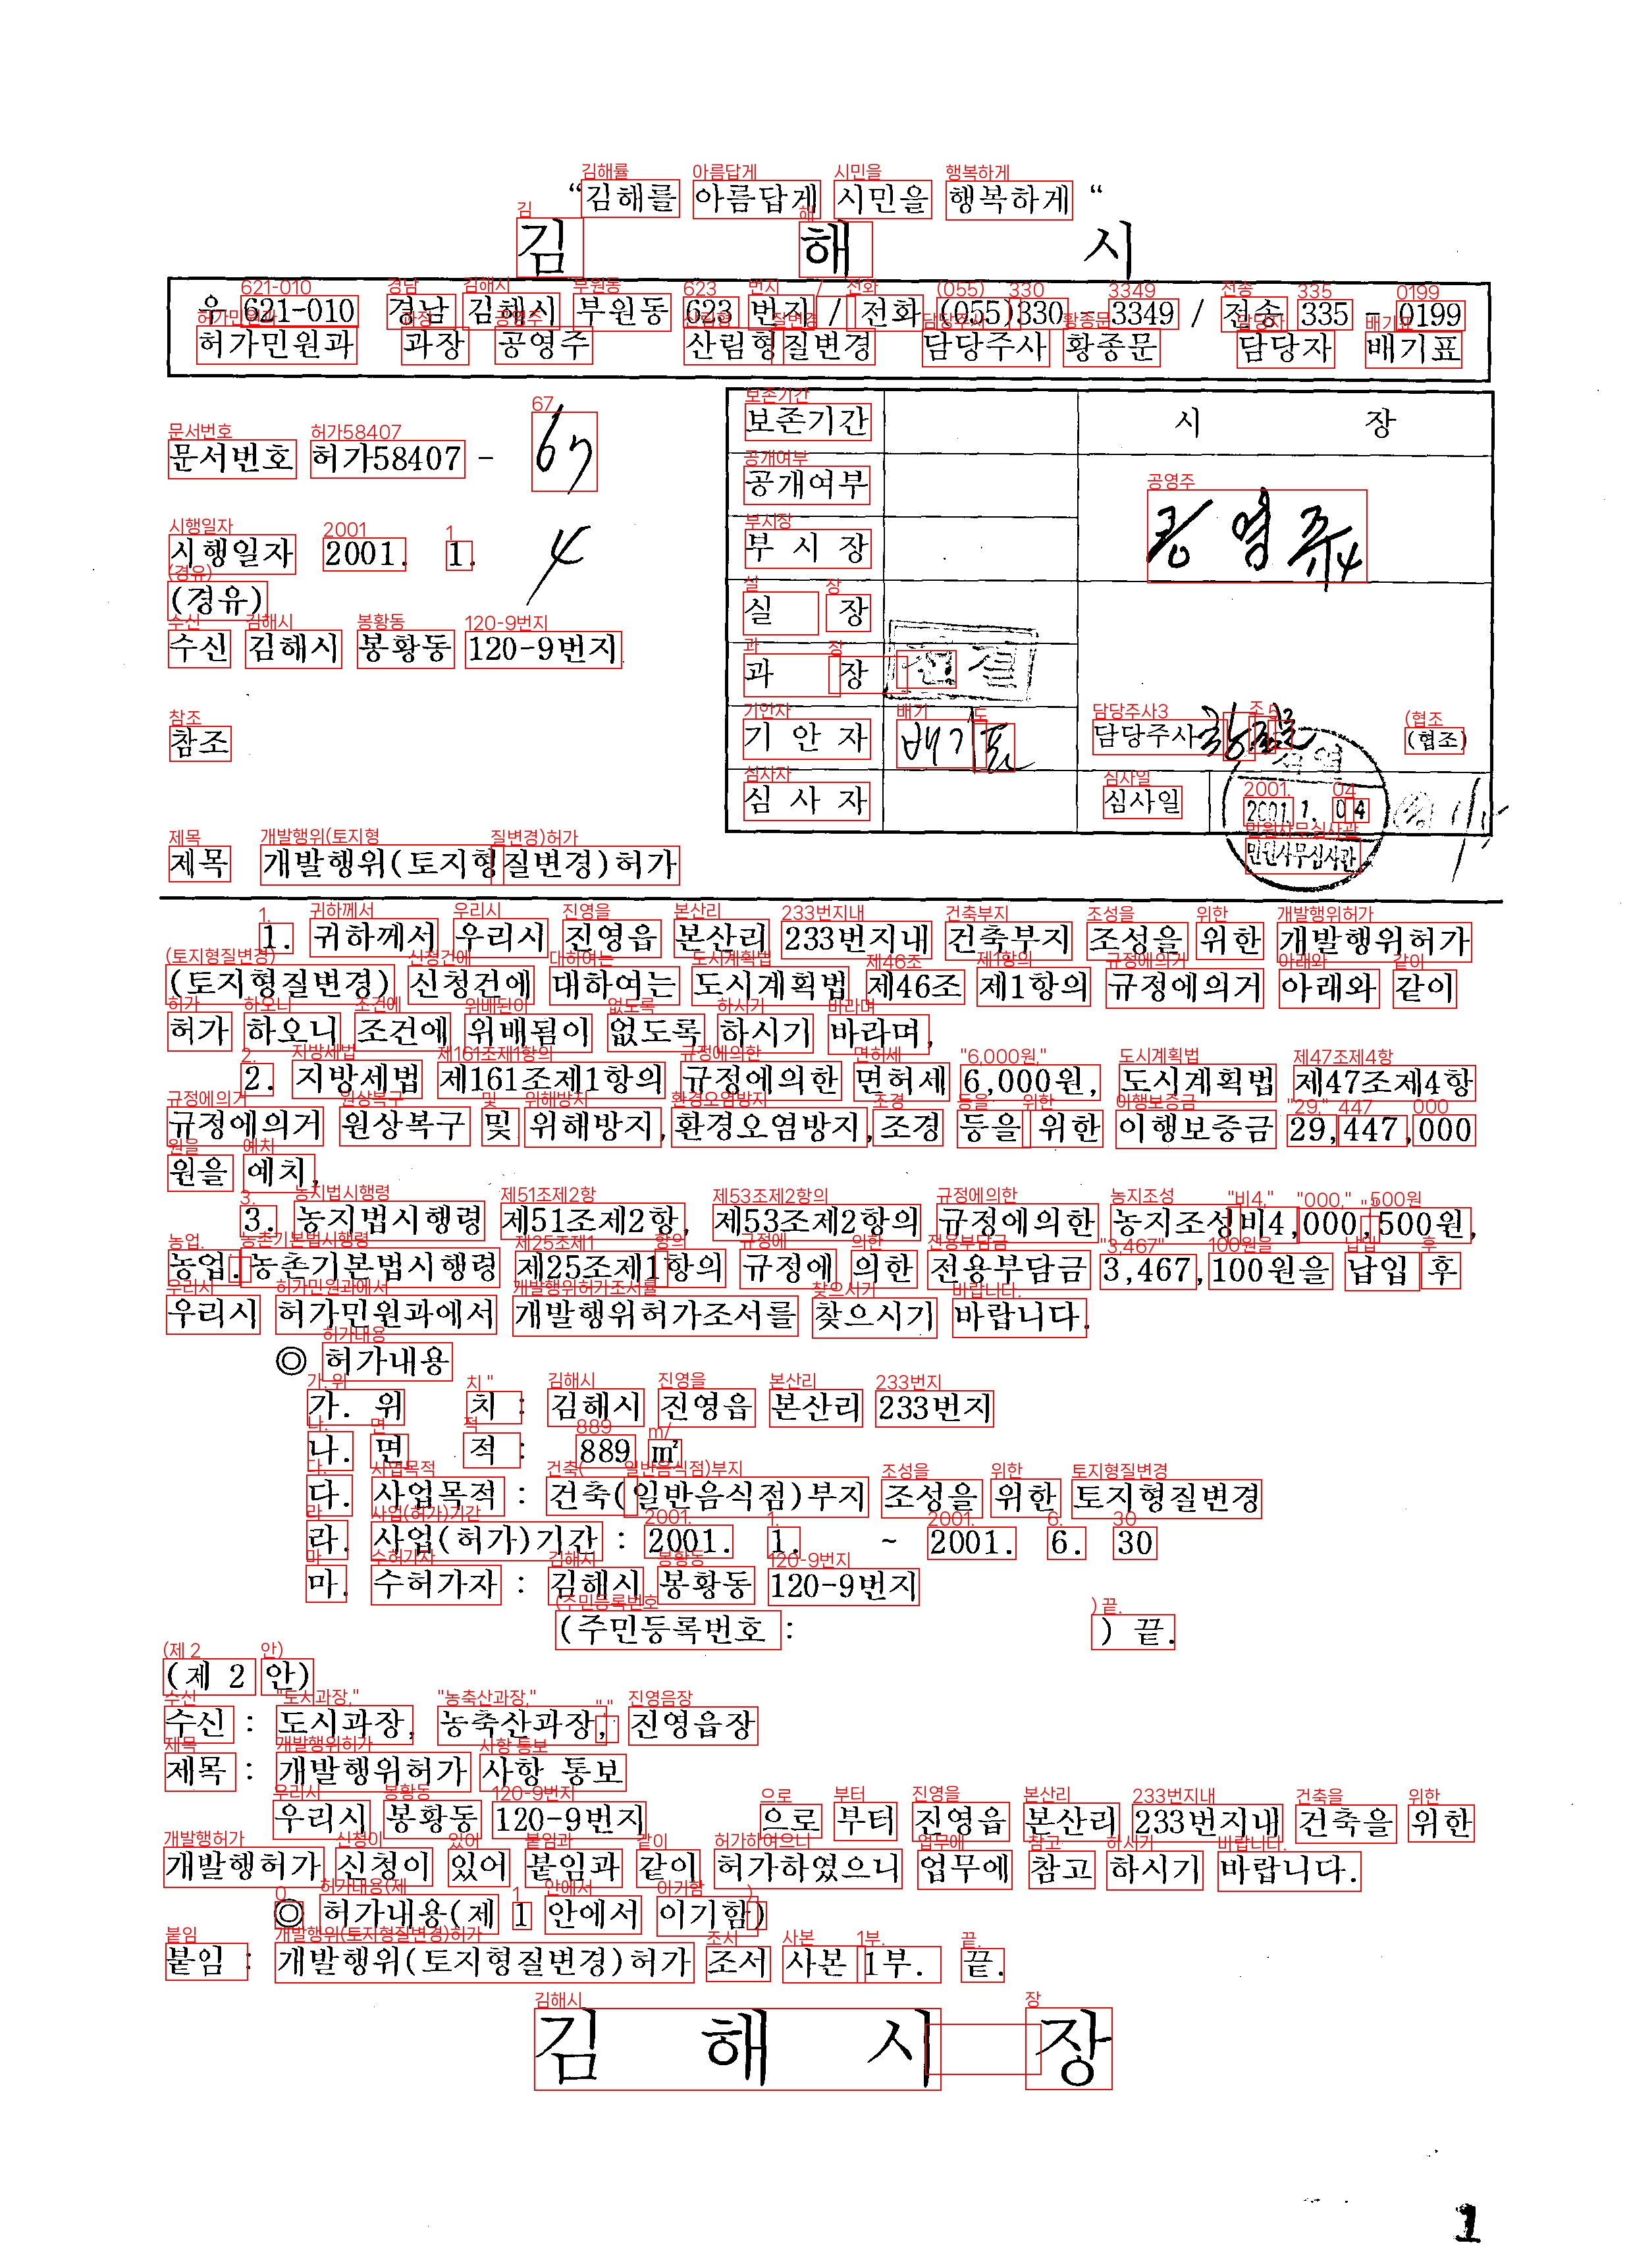 “김해를 아름답게 시민을 행복하게 “
김 해 시
우 621-010 경남 김해시 부원동 623 번지 / 전화 (055)330 - 3349 / 전송 335 - 0199
허가민원과 과장 공영주 산림형질변경 담당주사 황종문 담당자 배기표
문서번호 허가58407 - 67
시행일자 2001. 1. 4
(경유)
수신 김해시 봉황동 120-9번지
참조
보존기간 시 장
공개여부
부 시 장 공영주
실 장
과 장 전결
기 안 자 배기표 담당주사 (협조)
심 사 자 심사일 2001. 1. 04
민원사무심사관
제목 개발행위(토지형질변경)허가
1. 귀하께서 우리시 진영읍 본산리 233번지내 건축부지 조성을 위한 개발행위허가
(토지형질변경) 신청건에 대하여는 도시계획법 제46조 제1항의 규정에의거 아래와 같이
허가 하오니 조건에 위배됨이 없도록 하시기 바라며,
2. 지방세법 제161조제1항의 규정에의한 면허세 6,000원, 도시계획법 제47조제4항
규정에의거 원상복구 및 위해방지,환경오염방지,조경 등을 위한 이행보증금 29,447,000
원을 예치,
3. 농지법시행령 제51조제2항, 제53조제2항의 규정에의한 농지조성비4,000,500원,
농업.농촌기본법시행령 제25조제1항의 규정에 의한 전용부담금 3,467,100원을 납입 후
우리시 허가민원과에서 개발행위허가조서를 찾으시기 바랍니다.
◎ 허가내용
가. 위 치 : 김해시 진영읍 본산리 233번지
나. 면 적 : 889 ㎡
다. 사업목적 : 건축(일반음식점)부지 조성을 위한 토지형질변경
라. 사업(허가)기간 : 2001. 1. ~ 2001. 6. 30
마. 수허가자 : 김해시 봉황동 120-9번지
(주민등록번호 : ) 끝.
(제 2 안)
수신 : 도시과장, 농축산과장, 진영읍장
제목 : 개발행위허가 사항 통보
우리시 봉황동 120-9번지 으로 부터 진영읍 본산리 233번지내 건축을 위한
개발행허가 신청이 있어 붙임과 같이 허가하였으니 업무에 참고 하시기 바랍니다.
◎ 허가내용(제 1 안에서 이기함)
붙임 : 개발행위(토지형질변경)허가 조서 사본 1부. 끝.
김 해 시 장
1